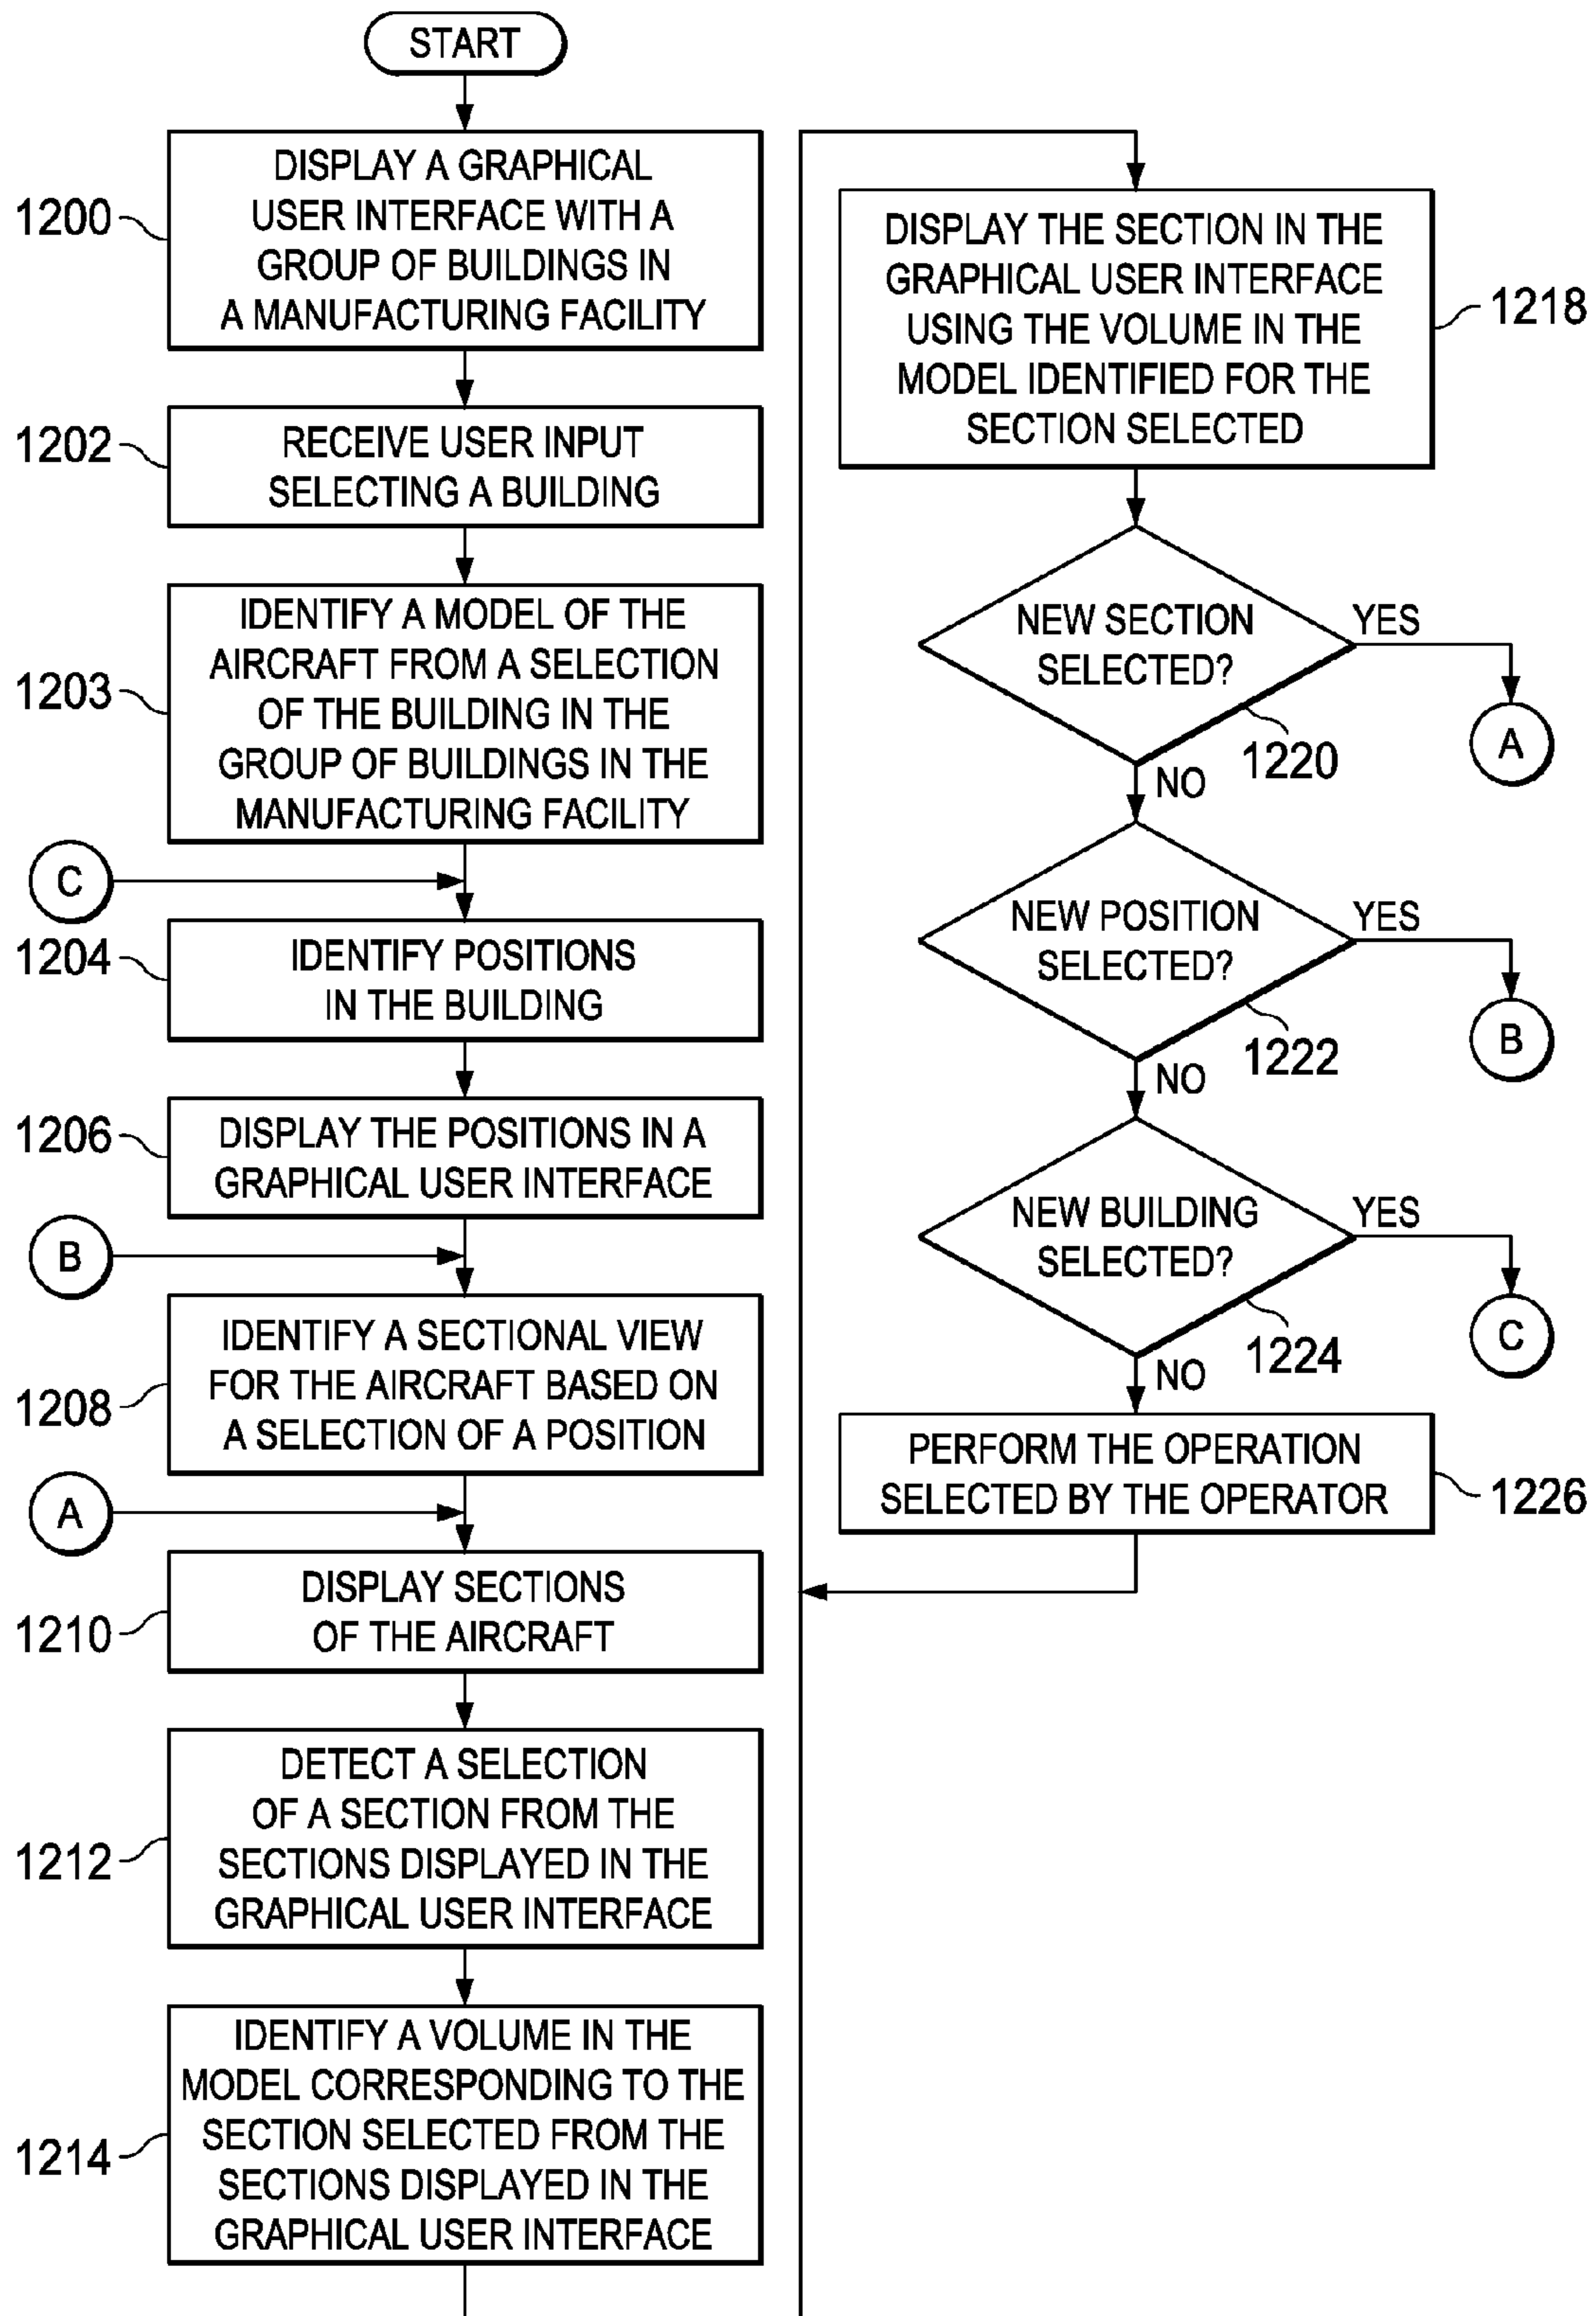 START
1200
DISPLAY A GRAPHICAL
USER INTERFACE WITH A
GROUP OF BUILDINGS IN
A MANUFACTURING FACILITY
1202
RECEIVE USER INPUT
SELECTING A BUILDING
1203
IDENTIFY A MODEL OF THE
AIRCRAFT FROM A SELECTION
OF THE BUILDING IN THE
GROUP OF BUILDINGS IN THE
MANUFACTURING FACILITY
C
1204
IDENTIFY POSITIONS
IN THE BUILDING
1206
DISPLAY THE POSITIONS IN A
GRAPHICAL USER INTERFACE
B
1208
IDENTIFY A SECTIONAL VIEW
FOR THE AIRCRAFT BASED ON
A SELECTION OF A POSITION
A
1210
DISPLAY SECTIONS
OF THE AIRCRAFT
1212
DETECT A SELECTION
OF A SECTION FROM THE
SECTIONS DISPLAYED IN THE
GRAPHICAL USER INTERFACE
1214
IDENTIFY A VOLUME IN THE
MODEL CORRESPONDING TO THE
SECTION SELECTED FROM THE
SECTIONS DISPLAYED IN THE
GRAPHICAL USER INTERFACE
DISPLAY THE SECTION IN THE
GRAPHICAL USER INTERFACE
USING THE VOLUME IN THE
MODEL IDENTIFIED FOR THE
SECTION SELECTED
1218
NEW SECTION
SELECTED?
YES
A
1220
NO
NEW POSITION
SELECTED?
YES
B
1222
NO
NEW BUILDING
SELECTED?
YES
C
1224
NO
PERFORM THE OPERATION
SELECTED BY THE OPERATOR
1226